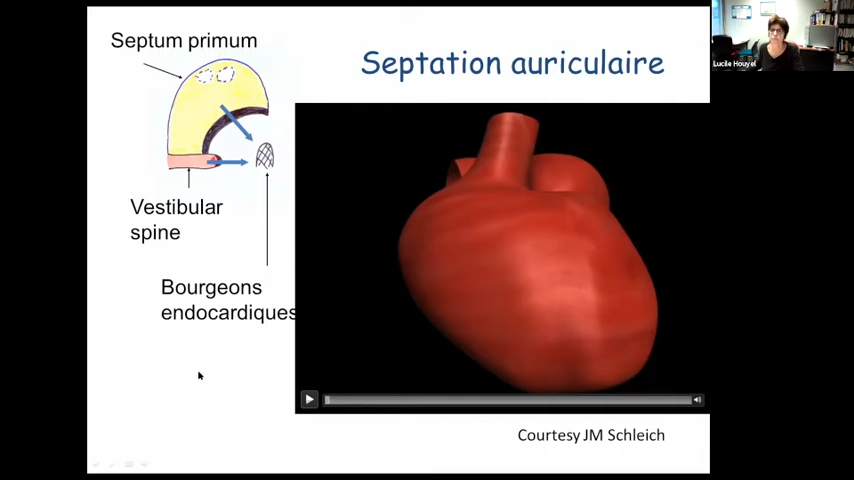 Septum primum
Septation auriculaire
Lucile Houyel
Vestibular
spine
Bourgeons
endocardiques
Courtesy JM Schleich